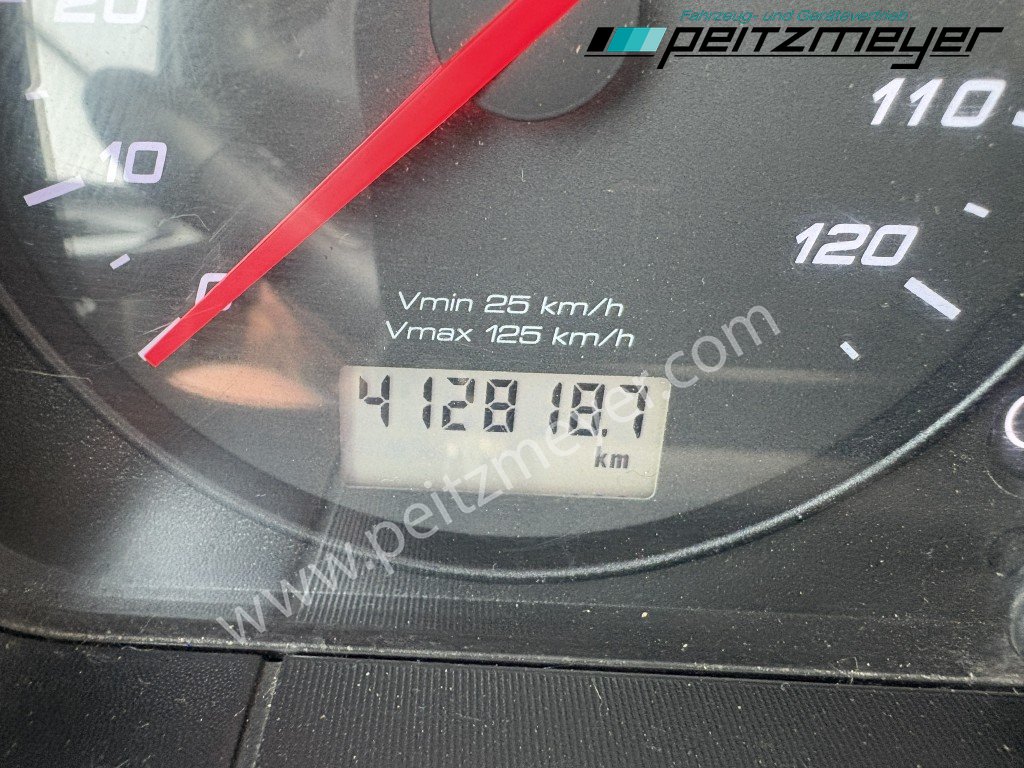 Fahrzeug- und Gerätevertrieb
peitzmeyer
20
10
0
110
120
Vmin 25 km/h
Vmax 125 km/h
412818.7
km
www.peitzmeyer.com